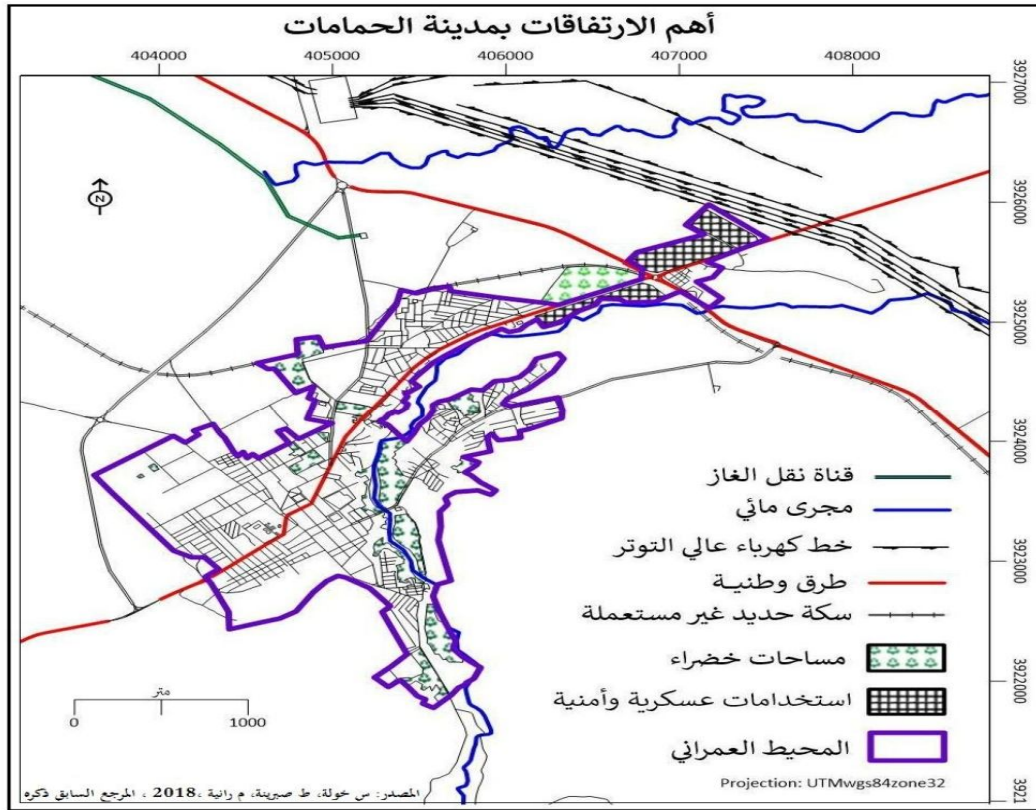 أهم الارتفاقات بمدينة الحمامات
404000 405000 406000 407000 408000
3927000
3926000
3925000
3924000
3923000
3922000
3921
N
قناة نقل الغاز
مجرى مائي
خط كهرباء عالي التوتر
طرق وطنية
سكة حديد غير مستعملة
مساحات خضراء
استخدامات عسكرية وأمنية
المحيط العمراني
متر
0 1000
Projection: UTMwgs84zone32
المصدر: س خولة، ط صبرينة، م رانية ،2018 ، المرجع السابق ذكره